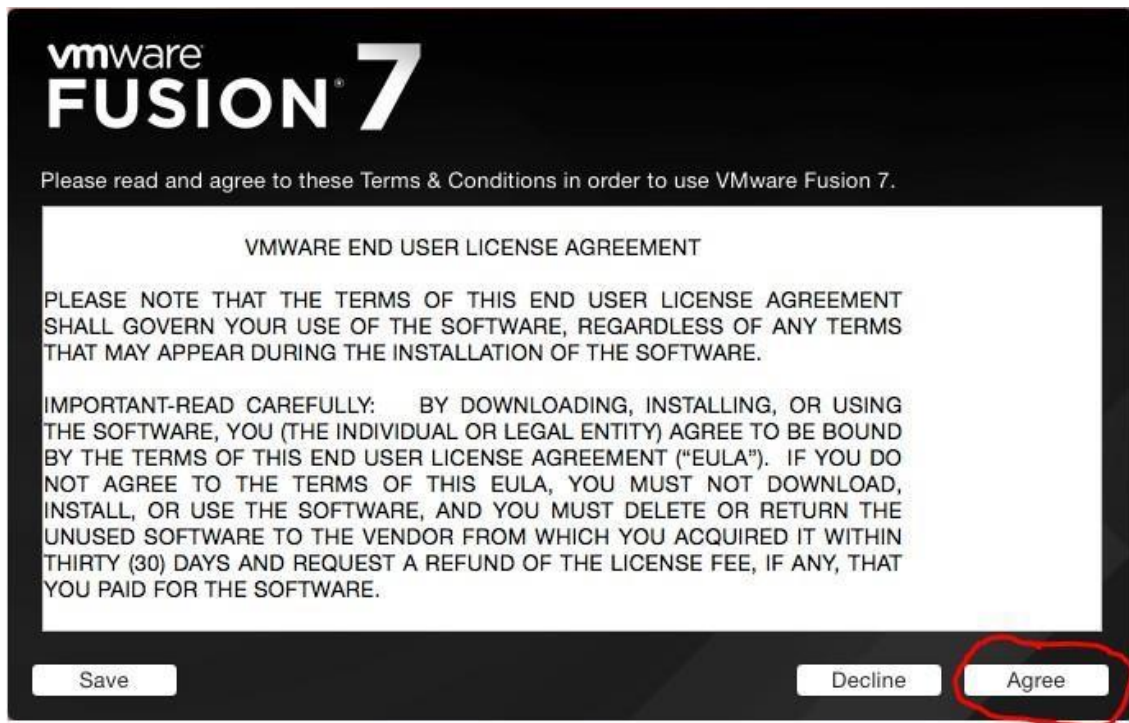 vmware
FUSION® 7
Please read and agree to these Terms & Conditions in order to use VMware Fusion 7.
VMWARE END USER LICENSE AGREEMENT
PLEASE NOTE THAT THE TERMS OF THIS END USER LICENSE AGREEMENT
SHALL GOVERN YOUR USE OF THE SOFTWARE, REGARDLESS OF ANY TERMS
THAT MAY APPEAR DURING THE INSTALLATION OF THE SOFTWARE.
IMPORTANT-READ CAREFULLY: BY DOWNLOADING, INSTALLING, OR USING
THE SOFTWARE, YOU (THE INDIVIDUAL OR LEGAL ENTITY) AGREE TO BE BOUND
BY THE TERMS OF THIS END USER LICENSE AGREEMENT (“EULA”). IF YOU DO
NOT AGREE TO THE TERMS OF THIS EULA, YOU MUST NOT DOWNLOAD,
INSTALL, OR USE THE SOFTWARE, AND YOU MUST DELETE OR RETURN THE
UNUSED SOFTWARE TO THE VENDOR FROM WHICH YOU ACQUIRED IT WITHIN
THIRTY (30) DAYS AND REQUEST A REFUND OF THE LICENSE FEE, IF ANY, THAT
YOU PAID FOR THE SOFTWARE.
Save Decline Agree